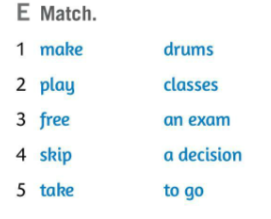 E Match.
1 make drums
2 play classes
3 free an exam
4 skip a decision
5 take to go